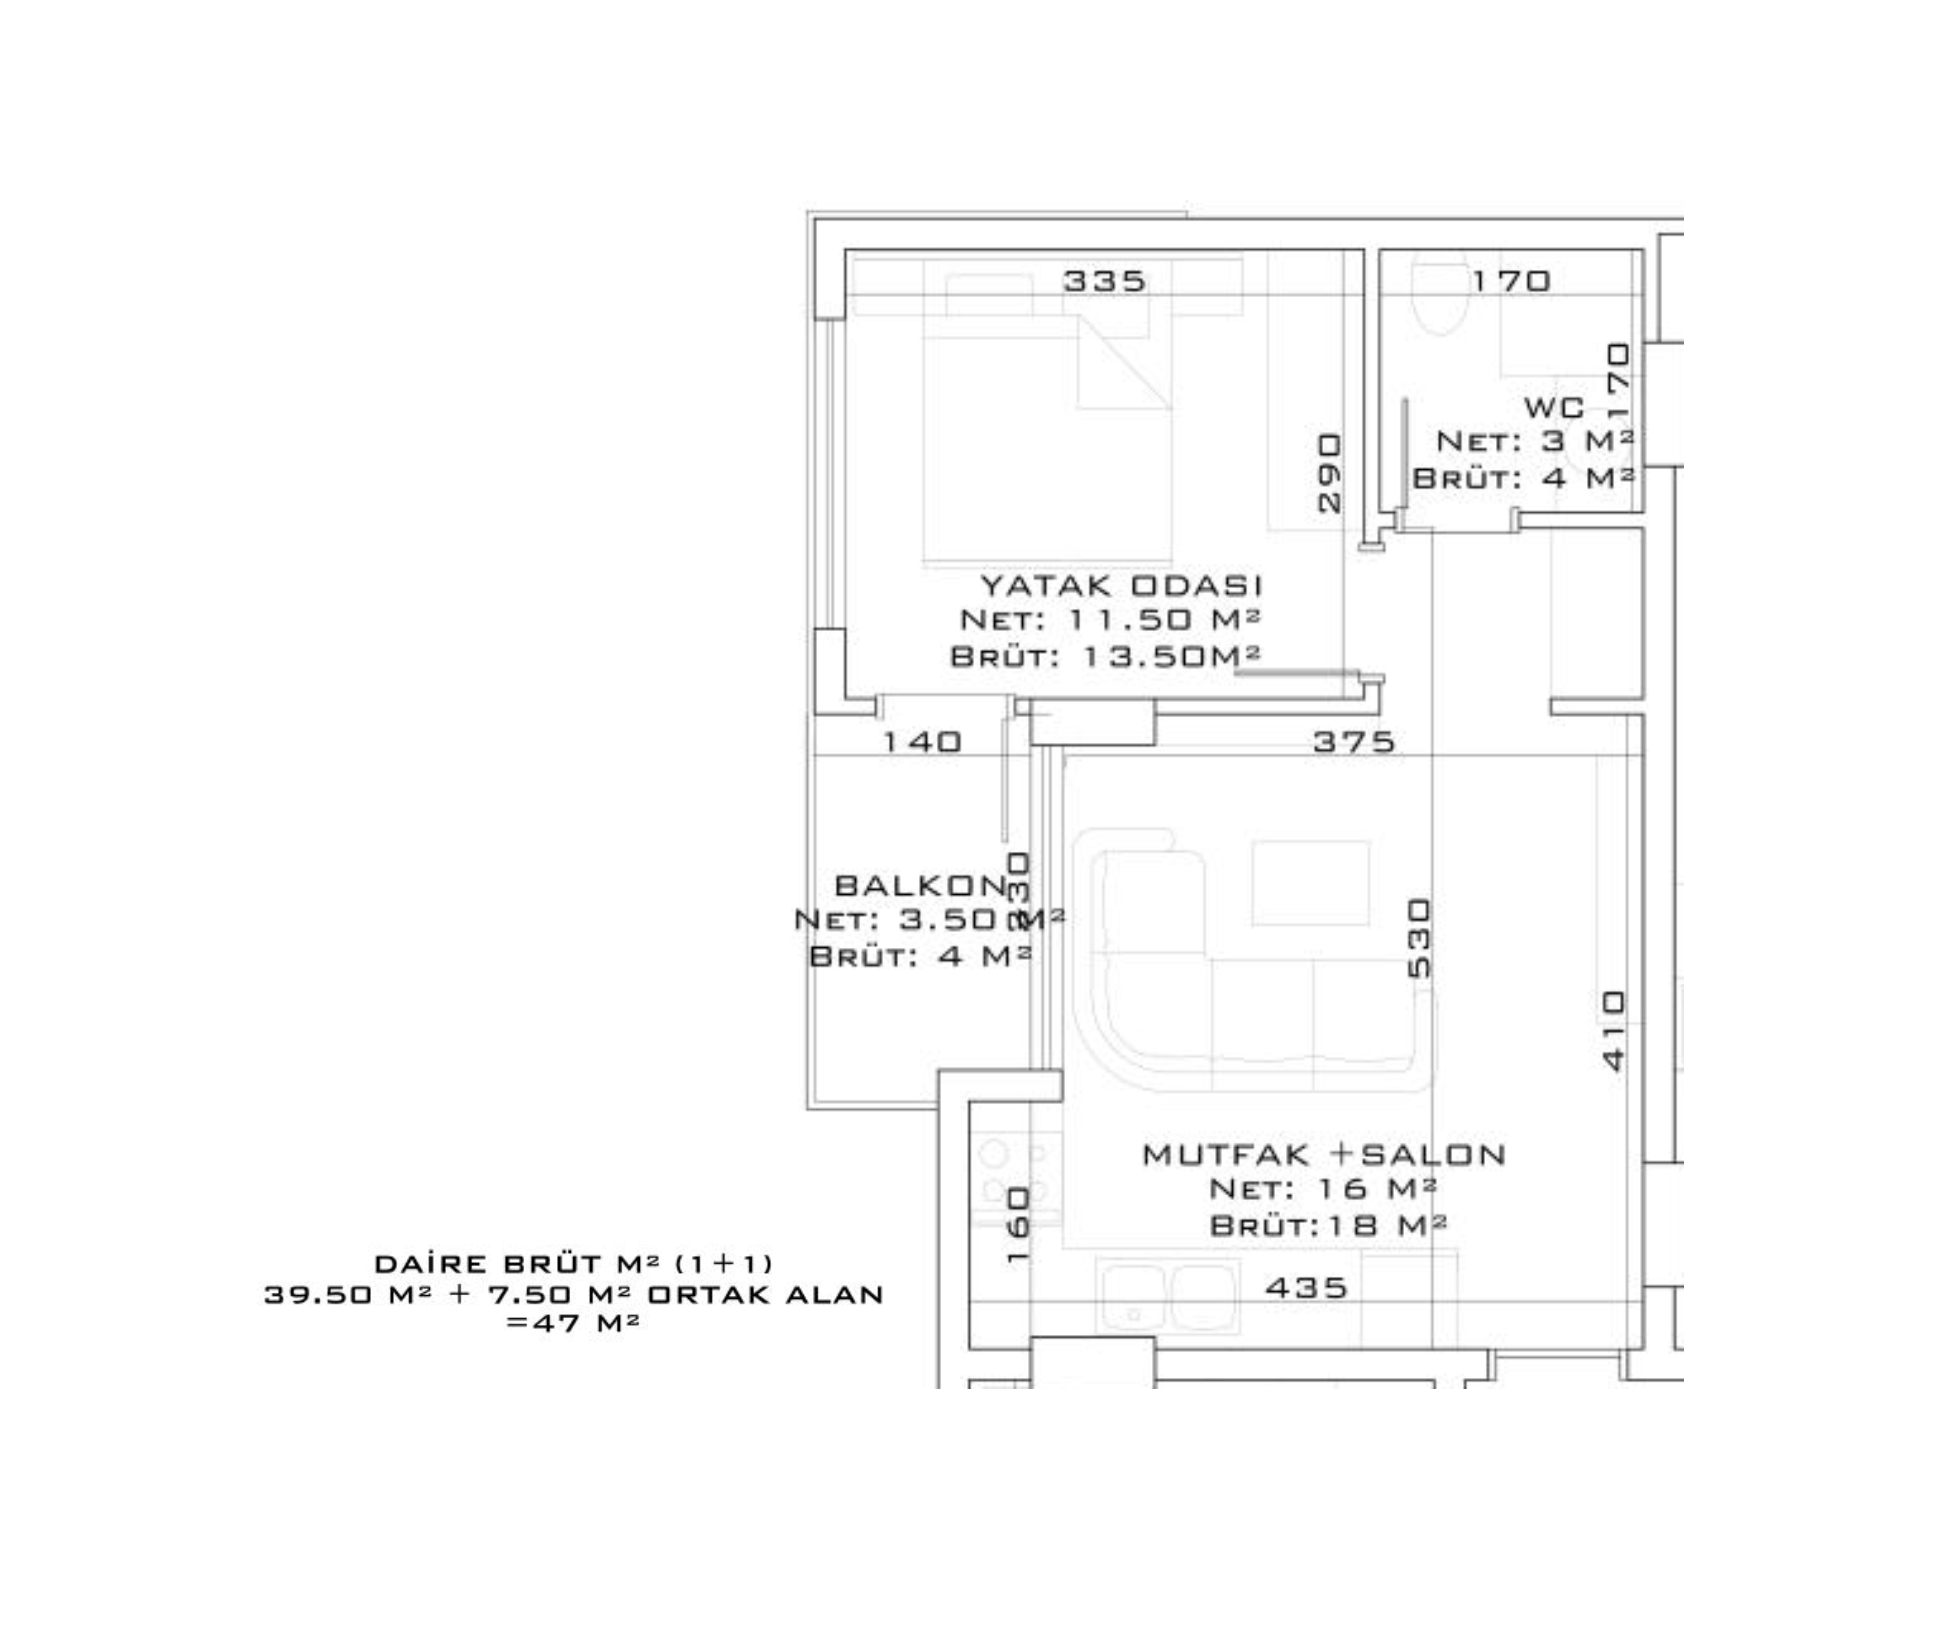 335
170
170
WC
NET: 3 M²
BRÜT: 4 M²
290
YATAK ODASI
NET: 11.50 M²
BRÜT: 13.50M²
140
375
BALKON
NET: 3.50 M²
BRÜT: 4 M²
530
410
MUTFAK +SALON
NET: 16 M²
BRÜT:18 M²
160
435
DAİRE BRÜT M² (1+1)
39.50 M² + 7.50 M² ORTAK ALAN
=47 M²